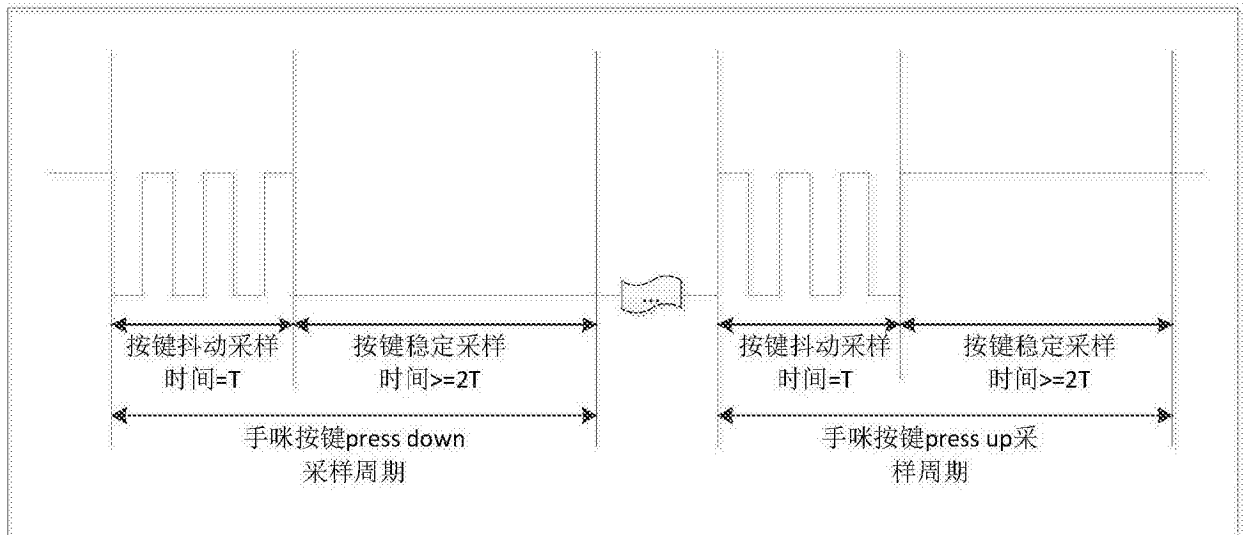 ...
按键抖动采样
时间=T
按键稳定采样
时间>=2T
按键抖动采样
时间=T
按键稳定采样
时间>=2T
手咪按键press down
采样周期
手咪按键press up采
样周期